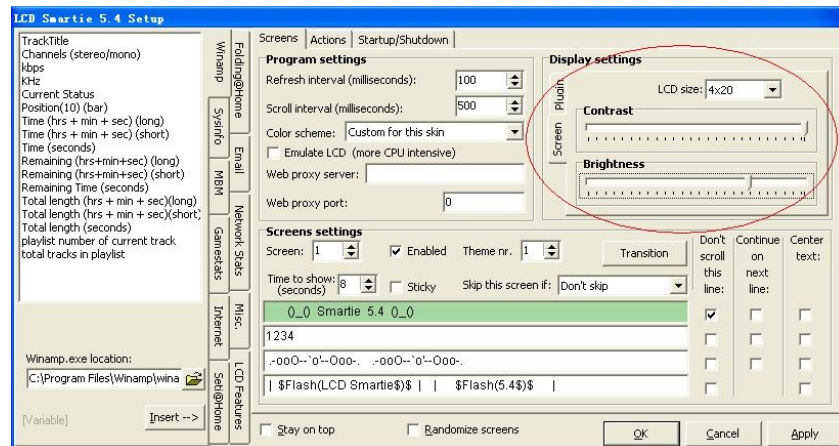 LCD Smartie 5.4 Setup
TrackTitle
Channels (stereo/mono)
kbps
KHz
Current Status
Position(10) (bar)
Time (hrs + min + sec) (long)
Time (hrs + min + sec) (short)
Time (seconds)
Remaining (hrs+min+sec) (long)
Remaining (hrs+min+sec) (short)
Remaining Time (seconds)
Total length (hrs + min + sec)(long)
Total length (hrs + min + sec)(short)
Total length (seconds)
playlist number of current track
total tracks in playlist
Winamp.exe location:
C:\Program Files\Winamp\wina
[Variable]
Insert -->
Winamp
Sysinfo
MBM
Gamestats
Internet
Seti@Home
Folding@Home
Email
Network Stats
Misc.
LCD Features
Screens
Actions
Startup/Shutdown
Program settings
Refresh interval (milliseconds):
100
Scroll interval (milliseconds):
500
Color scheme:
Custom for this skin
Emulate LCD (more CPU intensive)
Web proxy server:
Web proxy port:
0
Display settings
Plugin
Screen
LCD size:
4x20
Contrast
Brightness
Screens settings
Screen:
1
Enabled
Theme nr.
1
Transition
Time to show:
(seconds)
8
Sticky
Skip this screen if:
Don't skip
Don't
scroll
this
line:
Continue
on
next
line:
Center
text:
()_() Smartie 5.4 ()_()
1234
.-ooO--`o'--Ooo-. .-ooO--`o'--Ooo-.
| $Flash(LCD Smartie$)$ | | $Flash(5.4$)$ |
Stay on top
Randomize screens
OK
Cancel
Apply